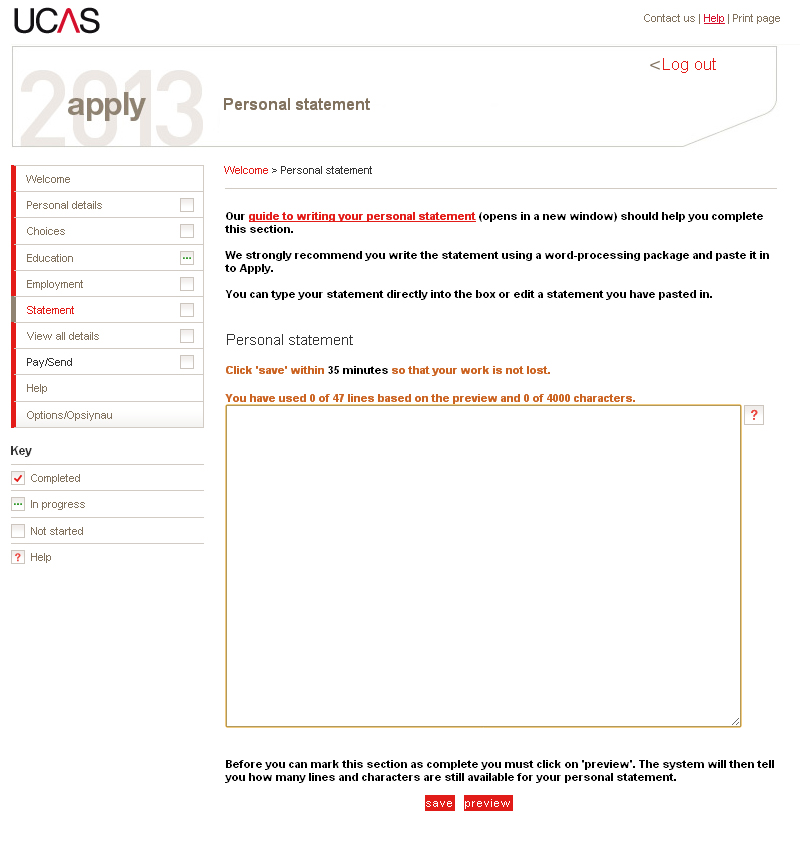 UCAS
Contact us | Help | Print page
<Log out
2013
apply
Personal statement
Welcome
Personal details
Choices
Education
Employment
Statement
View all details
Pay/Send
Help
Options/Opsiynau
Key
Completed
In progress
Not started
? Help
Welcome > Personal statement
Our guide to writing your personal statement (opens in a new window) should help you complete
this section.
We strongly recommend you write the statement using a word-processing package and paste it in
to Apply.
You can type your statement directly into the box or edit a statement you have pasted in.
Personal statement
Click 'save' within 35 minutes so that your work is not lost.
You have used 0 of 47 lines based on the preview and 0 of 4000 characters.
?
Before you can mark this section as complete you must click on 'preview'. The system will then tell
you how many lines and characters are still available for your personal statement.
save preview